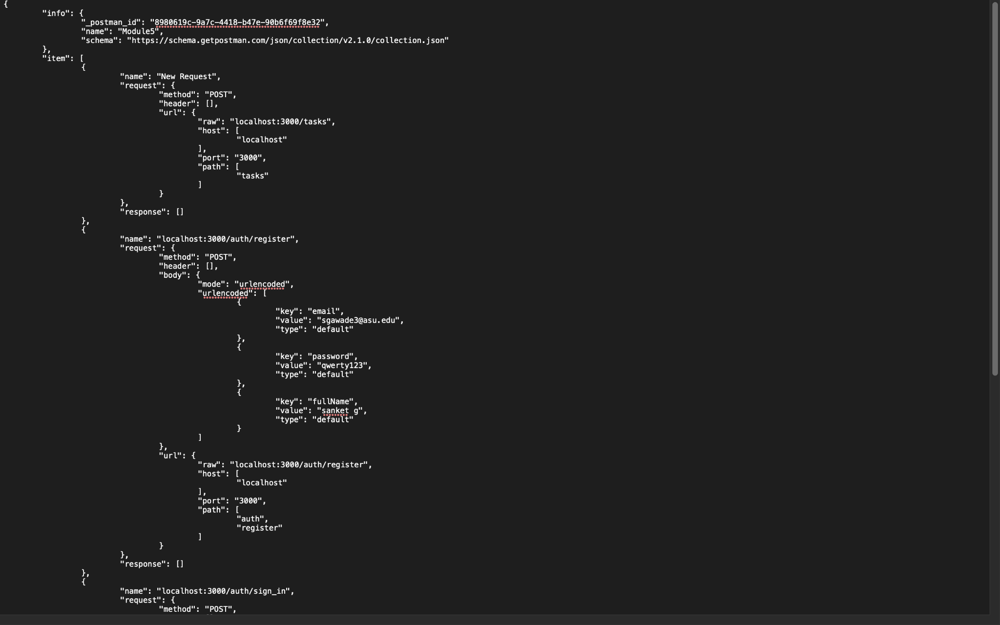 {
"info": {
"_postman_id": "8980619c-9a7c-4418-b47e-90b6f69f8e32",
"name": "Module5",
"schema": "https://schema.getpostman.com/json/collection/v2.1.0/collection.json"
},
"item": [
{
"name": "New Request",
"request": {
"method": "POST",
"header": [],
"url": {
"raw": "localhost:3000/tasks",
"host": [
"localhost"
],
"port": "3000",
"path": [
"tasks"
]
}
},
"response": []
},
{
"name": "localhost:3000/auth/register",
"request": {
"method": "POST",
"header": [],
"body": {
"mode": "urlencoded",
"urlencoded": [
{
"key": "email",
"value": "sgawade3@asu.edu",
"type": "default"
},
{
"key": "password",
"value": "qwerty123",
"type": "default"
},
{
"key": "fullName",
"value": "sanket g",
"type": "default"
}
]
},
"url": {
"raw": "localhost:3000/auth/register",
"host": [
"localhost"
],
"port": "3000",
"path": [
"auth",
"register"
]
}
},
"response": []
},
{
"name": "localhost:3000/auth/sign_in",
"request": {
"method": "POST",